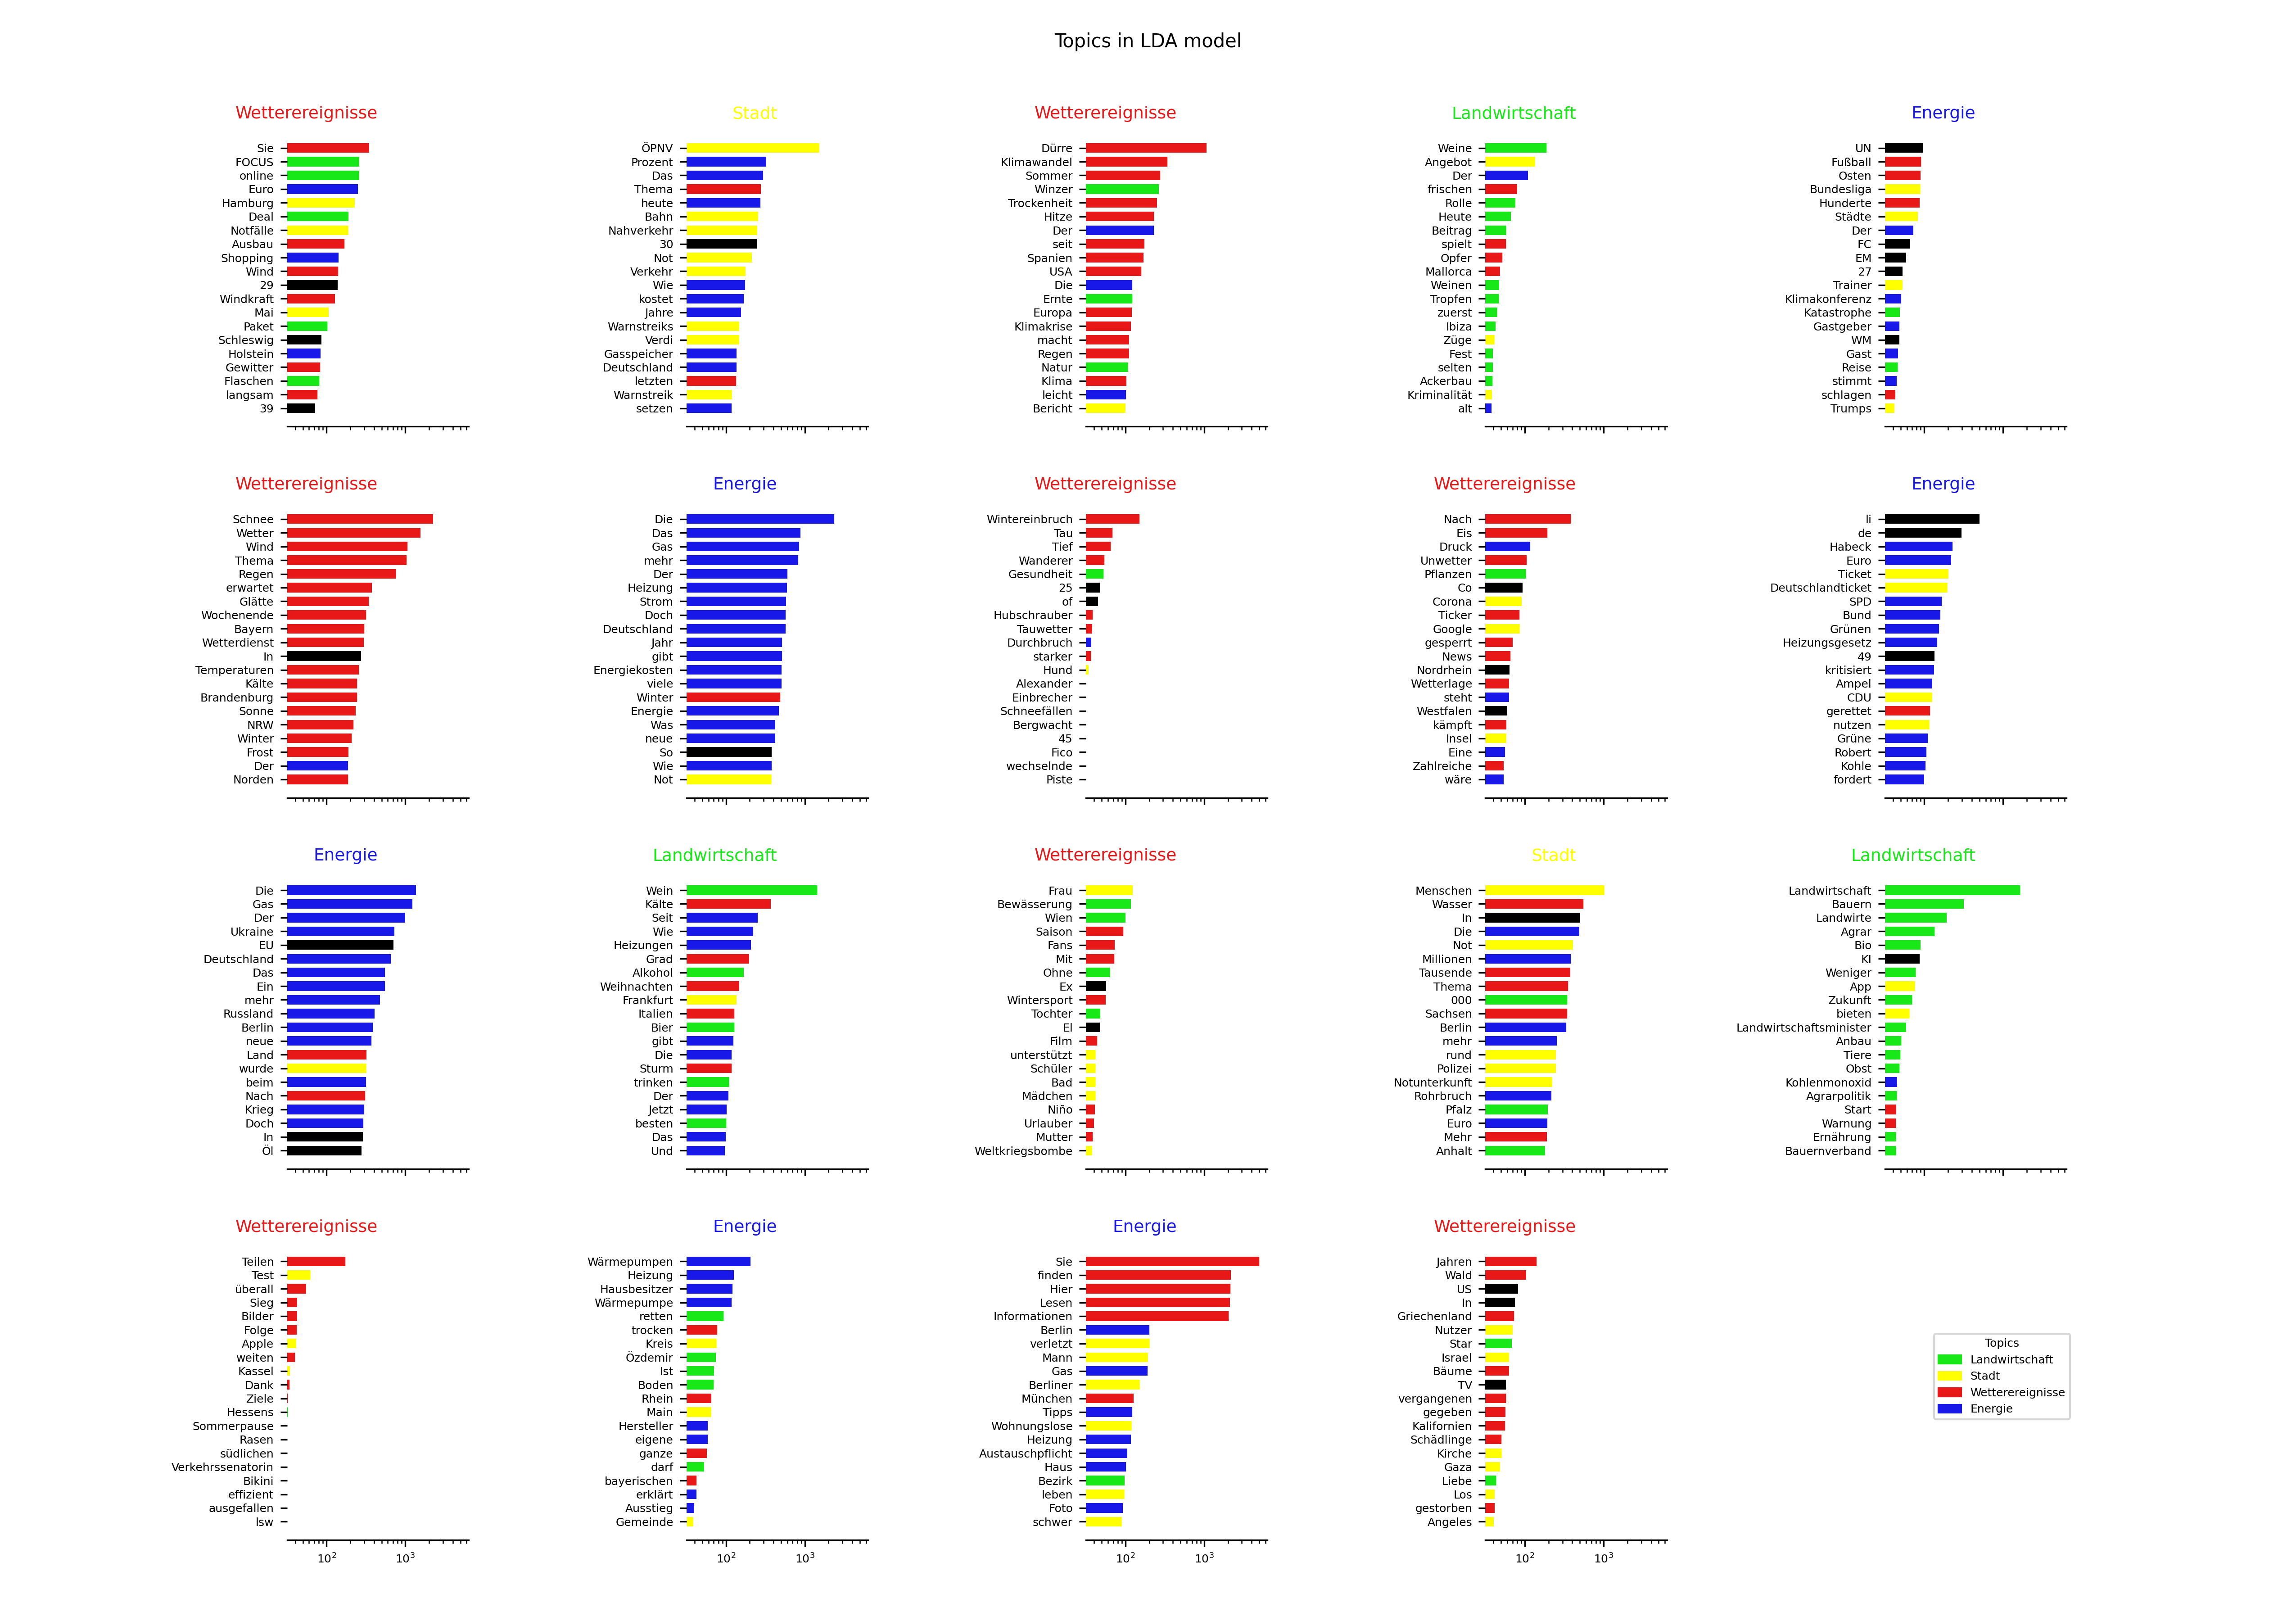 Topics in LDA model
Wetterereignisse
Sie
FOCUS
online
Euro
Hamburg
Deal
Notfälle
Ausbau
Shopping
Wind
29
Windkraft
Mai
Paket
Schleswig
Holstein
Gewitter
Flaschen
langsam
39
Stadt
ÖPNV
Prozent
Das
Thema
heute
Bahn
Nahverkehr
30
Not
Verkehr
Wie
kostet
Jahre
Warnstreiks
Verdi
Gasspeicher
Deutschland
letzten
Warnstreik
setzen
Wetterereignisse
Dürre
Klimawandel
Sommer
Winzer
Trockenheit
Hitze
Der
seit
Spanien
USA
Die
Ernte
Europa
Klimakrise
macht
Regen
Natur
Klima
leicht
Bericht
Landwirtschaft
Weine
Angebot
Der
frischen
Rolle
Heute
Beitrag
spielt
Opfer
Mallorca
Weinen
Tropfen
zuerst
Ibiza
Züge
Fest
selten
Ackerbau
Kriminalität
alt
Energie
UN
Fußball
Osten
Bundesliga
Hunderte
Städte
Der
FC
EM
27
Trainer
Klimakonferenz
Katastrophe
Gastgeber
WM
Gast
Reise
stimmt
schlagen
Trumps
Wetterereignisse
Schnee
Wetter
Wind
Thema
Regen
erwartet
Glätte
Wochenende
Bayern
Wetterdienst
In
Temperaturen
Kälte
Brandenburg
Sonne
NRW
Winter
Frost
Der
Norden
Energie
Die
Das
Gas
mehr
Der
Heizung
Strom
Doch
Deutschland
Jahr
gibt
Energiekosten
viele
Winter
Energie
Was
neue
So
Wie
Not
Wetterereignisse
Wintereinbruch
Tau
Tief
Wanderer
Gesundheit
25
of
Hubschrauber
Tauwetter
Durchbruch
starker
Hund
Alexander
Einbrecher
Schneefällen
Bergwacht
45
Fico
wechselnde
Piste
Wetterereignisse
Nach
Eis
Druck
Unwetter
Pflanzen
Co
Corona
Ticker
Google
gesperrt
News
Nordrhein
Wetterlage
steht
Westfalen
kämpft
Insel
Eine
Zahlreiche
wäre
Energie
li
de
Habeck
Euro
Ticket
Deutschlandticket
SPD
Bund
Grünen
Heizungsgesetz
49
kritisiert
Ampel
CDU
gerettet
nutzen
Grüne
Robert
Kohle
fordert
Energie
Die
Gas
Der
Ukraine
EU
Deutschland
Das
Ein
mehr
Russland
Berlin
neue
Land
wurde
beim
Nach
Krieg
Doch
In
Öl
Landwirtschaft
Wein
Kälte
Seit
Wie
Heizungen
Grad
Alkohol
Weihnachten
Frankfurt
Italien
Bier
gibt
Die
Sturm
trinken
Der
Jetzt
besten
Das
Und
Wetterereignisse
Frau
Bewässerung
Wien
Saison
Fans
Mit
Ohne
Ex
Wintersport
Tochter
El
Film
unterstützt
Schüler
Bad
Mädchen
Niño
Urlauber
Mutter
Weltkriegsbombe
Stadt
Menschen
Wasser
In
Die
Not
Millionen
Tausende
Thema
000
Sachsen
Berlin
mehr
rund
Polizei
Notunterkunft
Rohrbruch
Pfalz
Euro
Mehr
Anhalt
Landwirtschaft
Landwirtschaft
Bauern
Landwirte
Agrar
Bio
KI
Weniger
App
Zukunft
bieten
Landwirtschaftsminister
Anbau
Tiere
Obst
Kohlenmonoxid
Agrarpolitik
Start
Warnung
Ernährung
Bauernverband
Wetterereignisse
Teilen
Test
überall
Sieg
Bilder
Folge
Apple
weiten
Kassel
Dank
Ziele
Hessens
Sommerpause
Rasen
südlichen
Verkehrssenatorin
Bikini
effizient
ausgefallen
lsw
10²
10³
Energie
Wärmepumpen
Heizung
Hausbesitzer
Wärmepumpe
retten
trocken
Kreis
Özdemir
Ist
Boden
Rhein
Main
Hersteller
eigene
ganze
darf
bayerischen
erklärt
Ausstieg
Gemeinde
10²
10³
Energie
Sie
finden
Hier
Lesen
Informationen
Berlin
verletzt
Mann
Gas
Berliner
München
Tipps
Wohnungslose
Heizung
Austauschpflicht
Haus
Bezirk
leben
Foto
schwer
10²
10³
Wetterereignisse
Jahren
Wald
US
In
Griechenland
Nutzer
Star
Israel
Bäume
TV
vergangenen
gegeben
Kalifornien
Schädlinge
Kirche
Gaza
Liebe
Los
gestorben
Angeles
10²
10³
Topics
Landwirtschaft
Stadt
Wetterereignisse
Energie